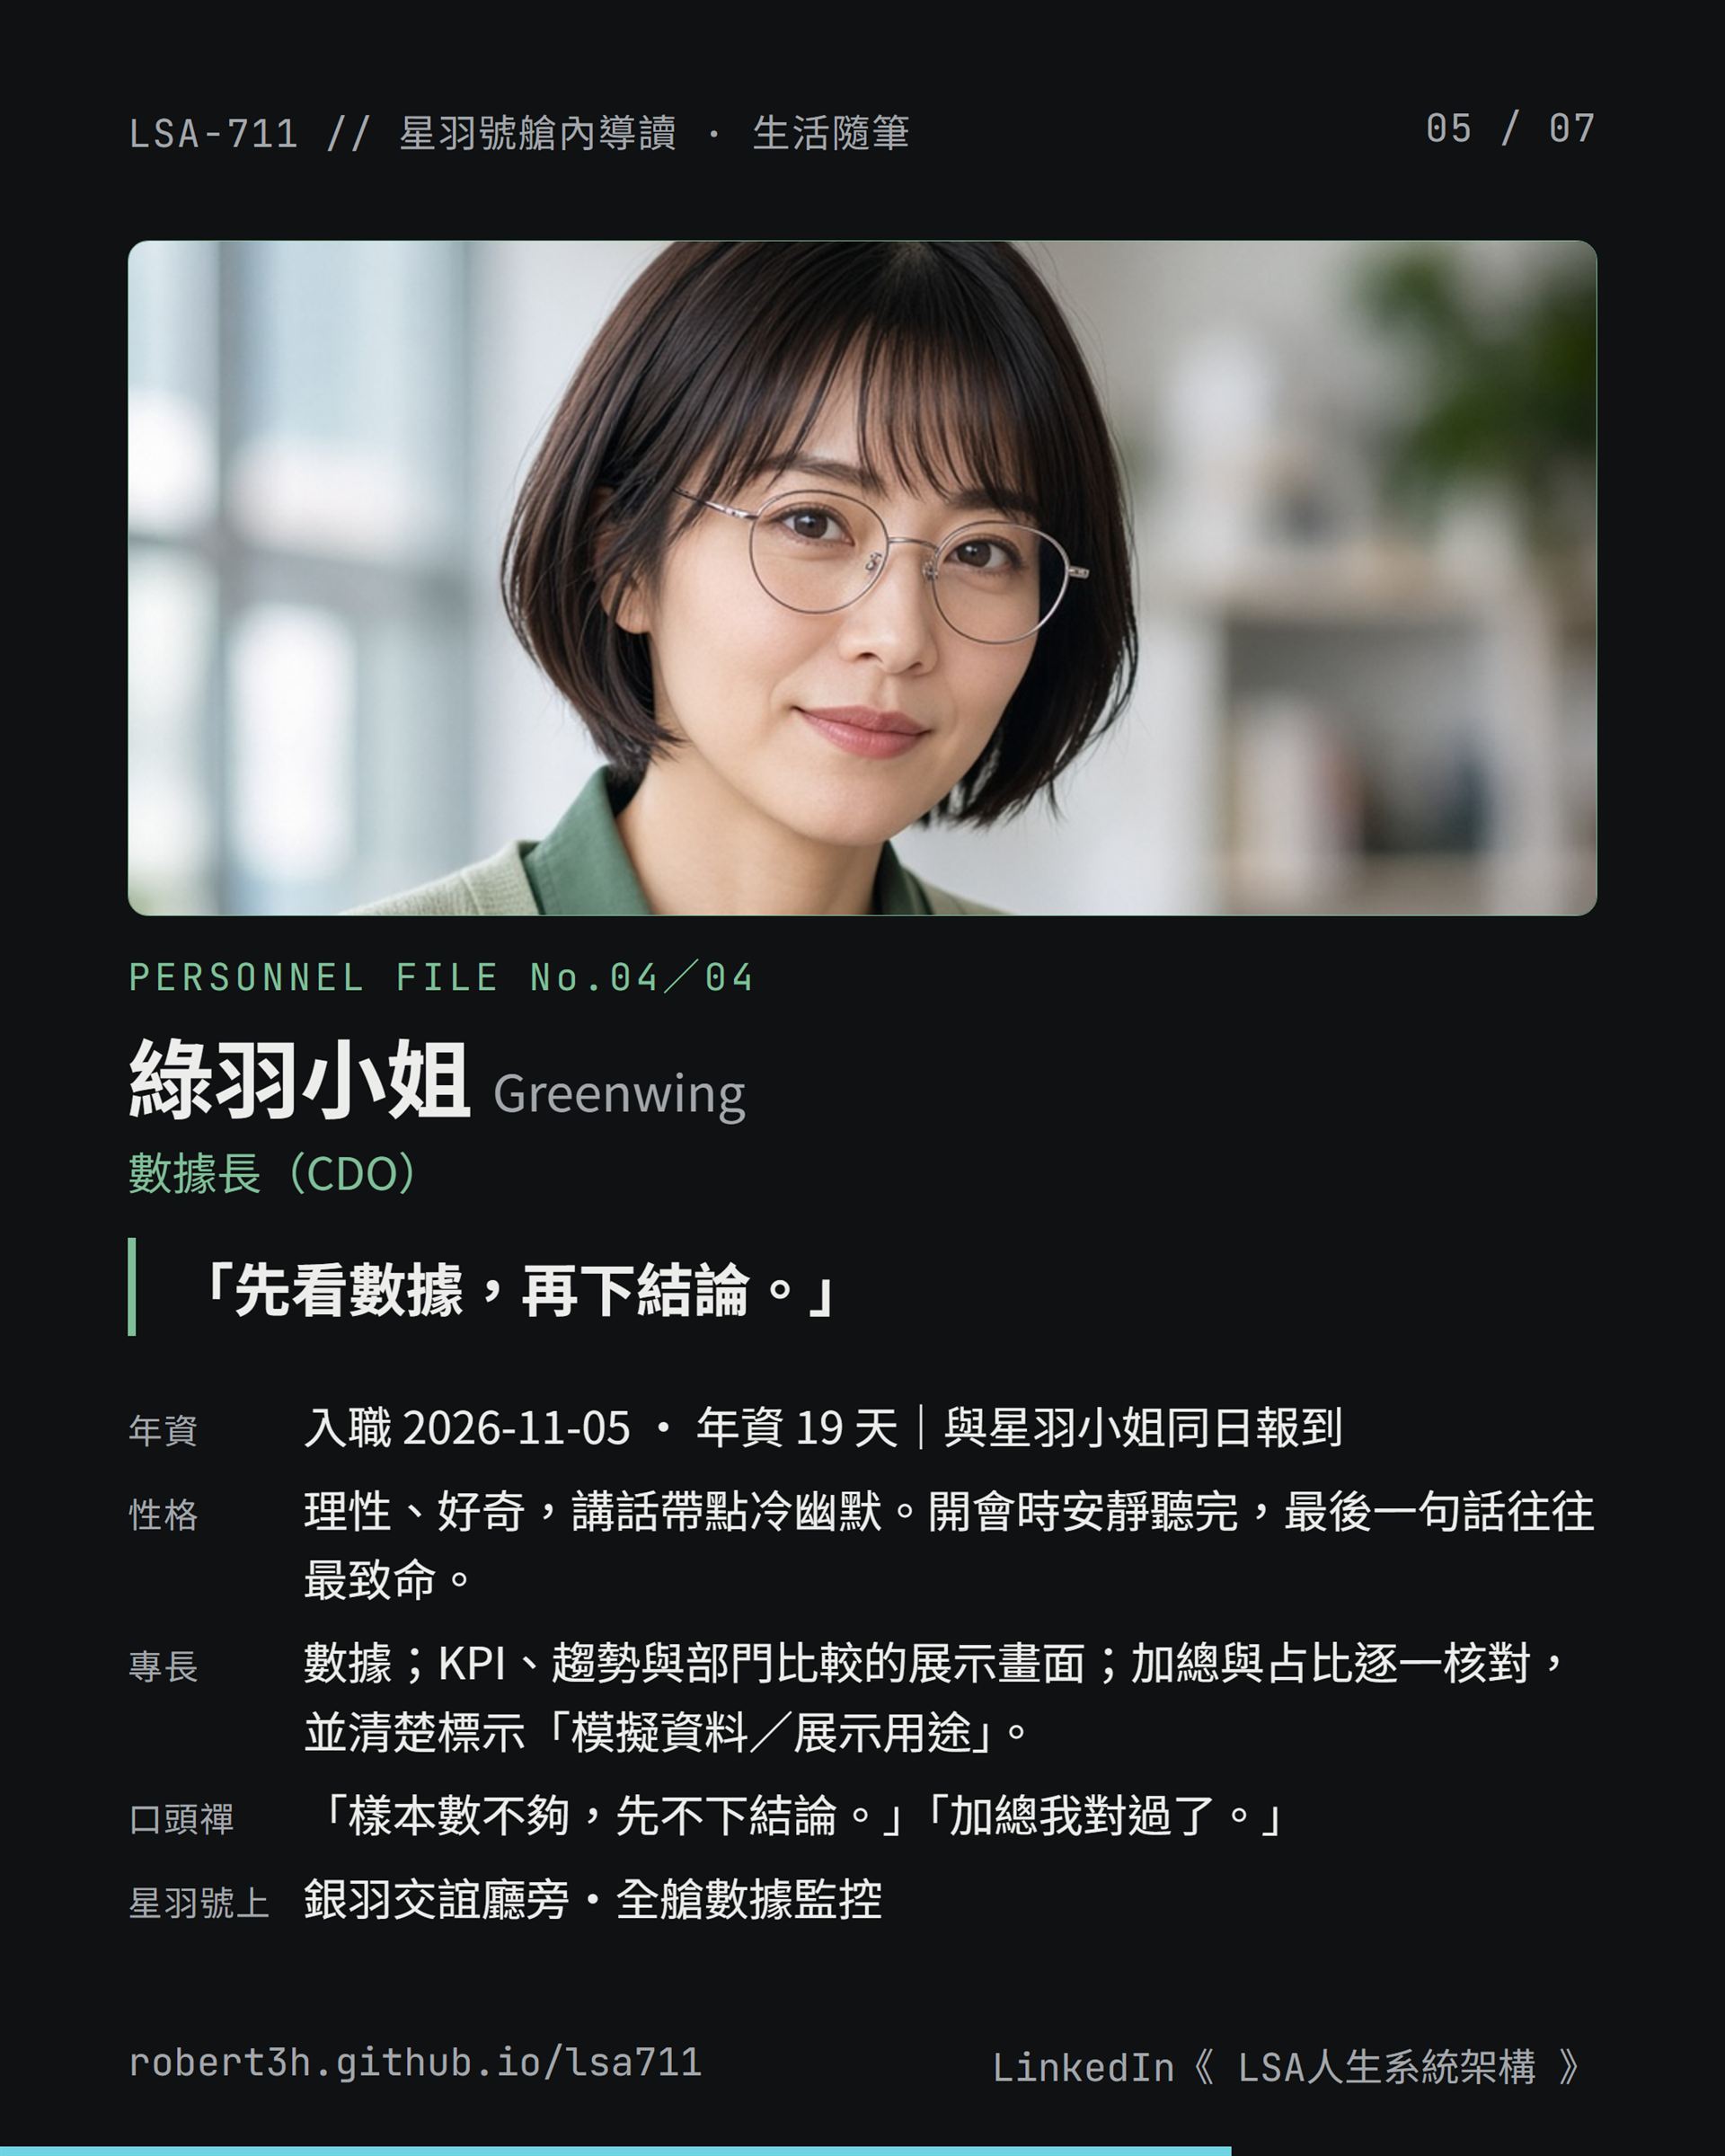 LSA-711 // 星羽號艙內導讀 · 生活隨筆
05 / 07
PERSONNEL FILE No.04／04
綠羽小姐 Greenwing
數據長（CDO）
「先看數據，再下結論。」
年資 入職 2026-11-05 · 年資 19 天｜與星羽小姐同日報到
性格 理性、好奇，講話帶點冷幽默。開會時安靜聽完，最後一句話往往
最致命。
專長 數據；KPI、趨勢與部門比較的展示畫面；加總與占比逐一核對，
並清楚標示「模擬資料／展示用途」。
口頭禪 「樣本數不夠，先不下結論。」「加總我對過了。」
星羽號上 銀羽交誼廳旁・全艙數據監控
robert3h.github.io/lsa711
LinkedIn《 LSA人生系統架構 》